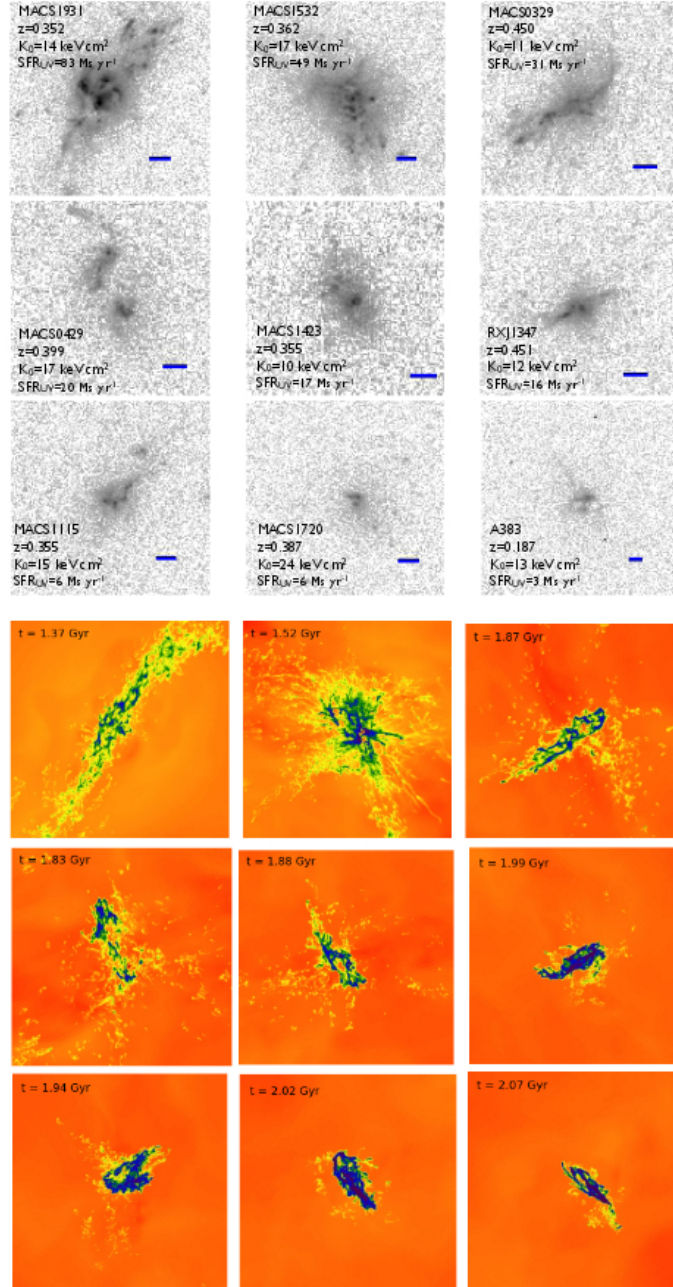 MACS1931
z=0.352
K₀=14 keV cm²
SFR_UV=83 Ms yr⁻¹
MACS1532
z=0.362
K₀=17 keV cm²
SFR_UV=49 Ms yr⁻¹
MACS0329
z=0.450
K₀=11 keV cm²
SFR_UV=31 Ms yr⁻¹
MACS0429
z=0.399
K₀=17 keV cm²
SFR_UV=20 Ms yr⁻¹
MACS1423
z=0.355
K₀=10 keV cm²
SFR_UV=17 Ms yr⁻¹
RXJ1347
z=0.451
K₀=12 keV cm²
SFR_UV=16 Ms yr⁻¹
MACS1115
z=0.355
K₀=15 keV cm²
SFR_UV=6 Ms yr⁻¹
MACS1720
z=0.387
K₀=24 keV cm²
SFR_UV=6 Ms yr⁻¹
A383
z=0.187
K₀=13 keV cm²
SFR_UV=3 Ms yr⁻¹
t = 1.37 Gyr
t = 1.52 Gyr
t = 1.87 Gyr
t = 1.83 Gyr
t = 1.88 Gyr
t = 1.99 Gyr
t = 1.94 Gyr
t = 2.02 Gyr
t = 2.07 Gyr